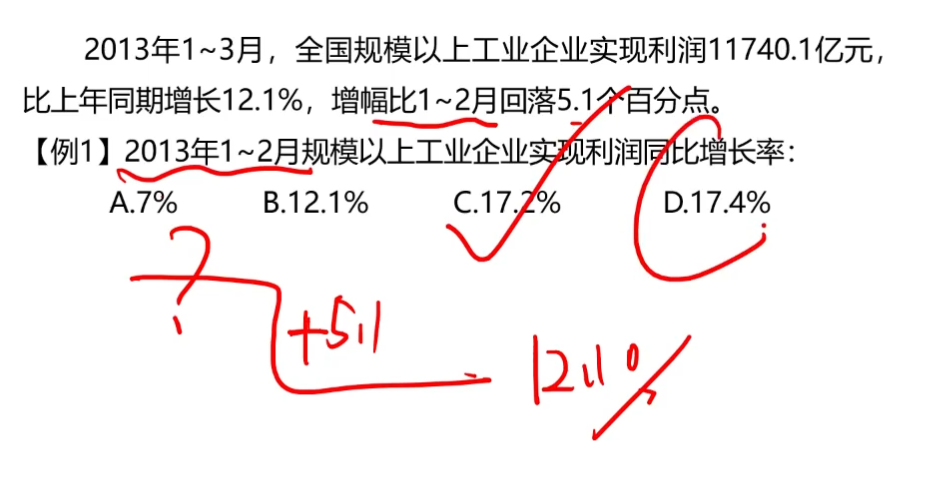 2013年1~3月，全国规模以上工业企业实现利润11740.1亿元，
比上年同期增长12.1%，增幅比1~2月回落5.1个百分点。
【例1】2013年1~2月规模以上工业企业实现利润同比增长率：
A.7% B.12.1% C.17.2% D.17.4%
?
+5.1
12.1%